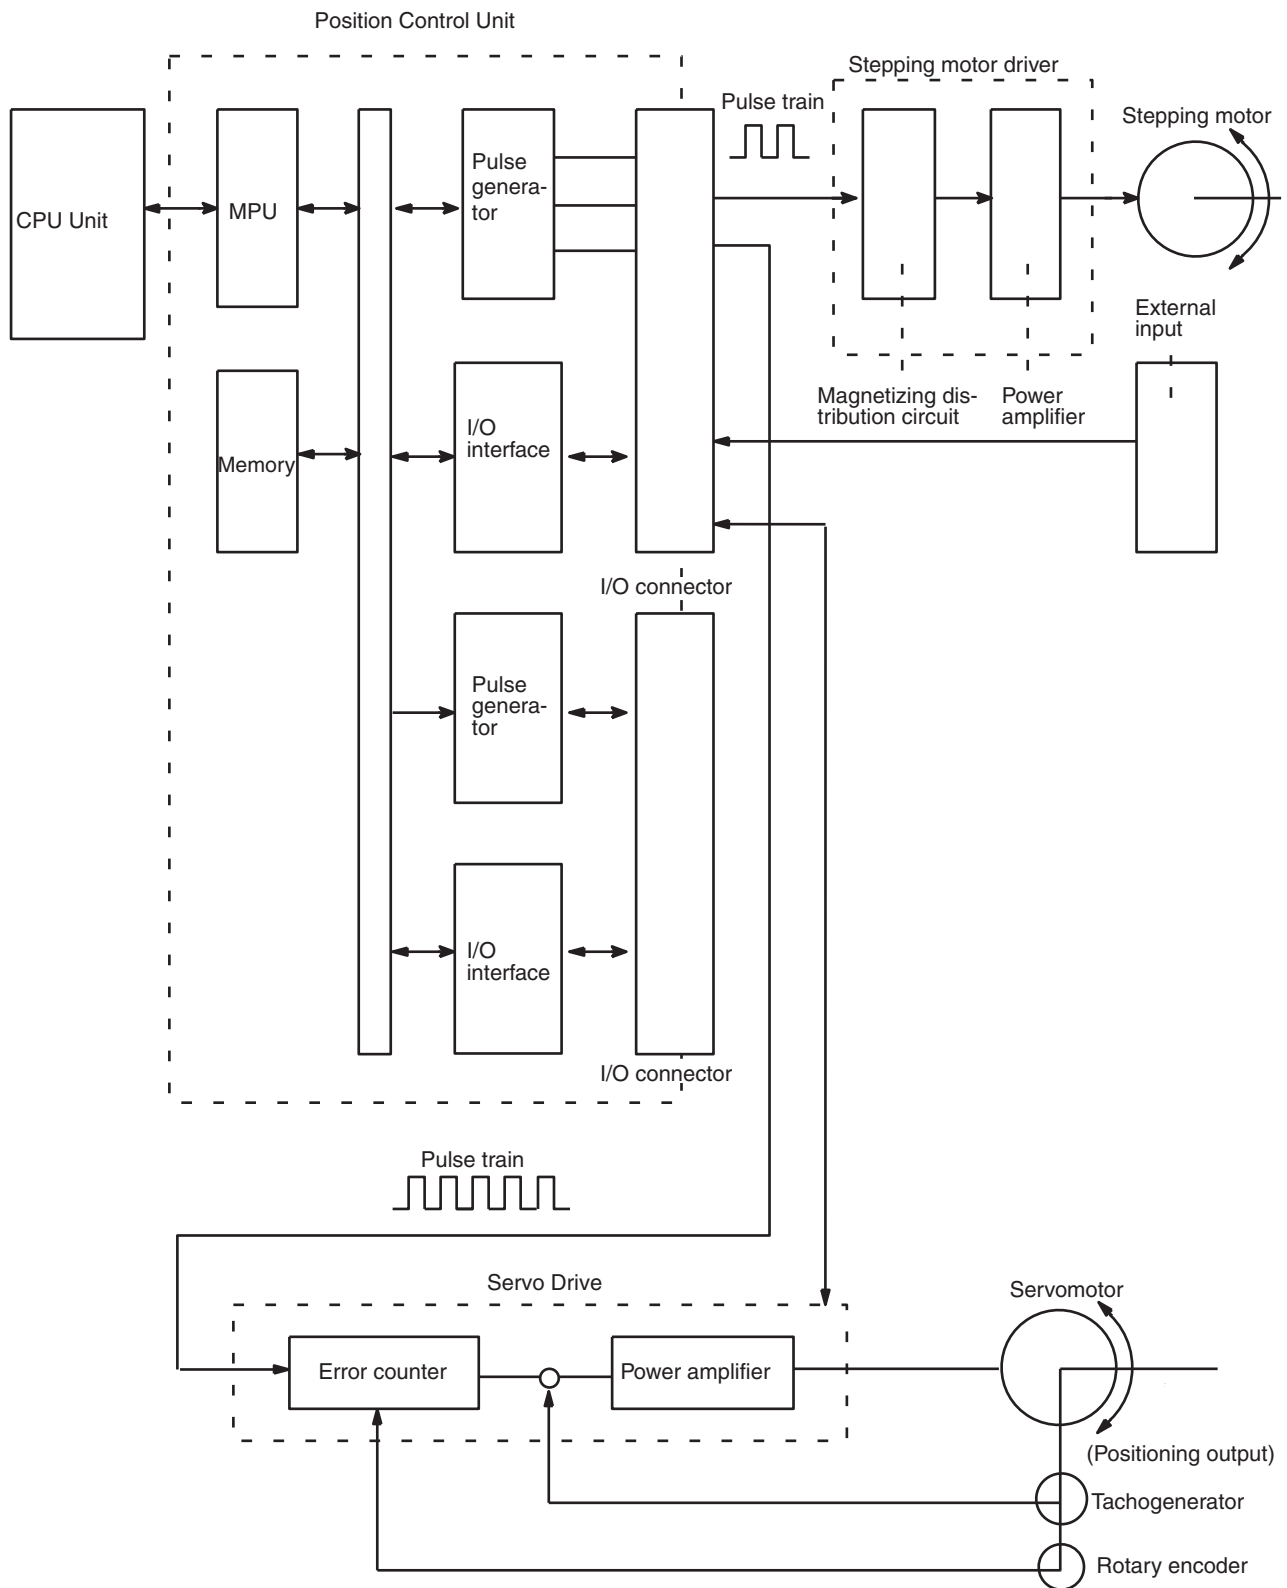 Position Control Unit
Stepping motor driver
Pulse train
Stepping motor
CPU Unit
MPU
Pulse
genera-
tor
External
input
Magnetizing dis-
tribution circuit
Power
amplifier
Memory
I/O
interface
I/O connector
Pulse
genera-
tor
I/O
interface
I/O connector
Pulse train
Servo Drive
Servomotor
Error counter
Power amplifier
(Positioning output)
Tachogenerator
Rotary encoder